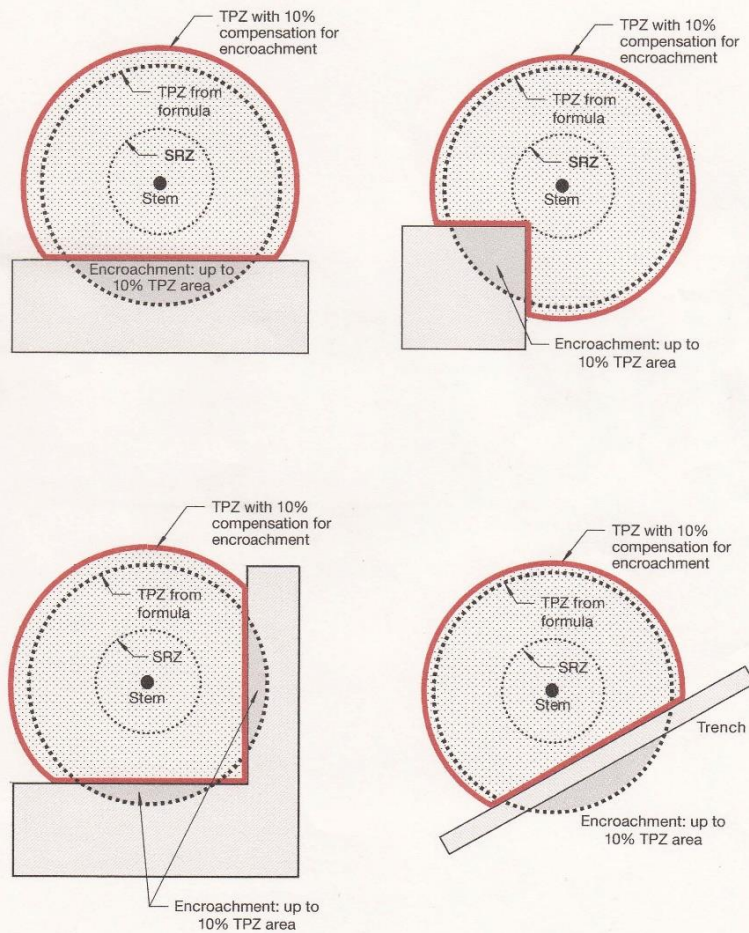 TPZ with 10%
compensation for
encroachment
TPZ from
formula
SRZ
Stem
Encroachment: up to
10% TPZ area
TPZ with 10%
compensation for
encroachment
TPZ from
formula
SRZ
Stem
Encroachment: up to
10% TPZ area
TPZ with 10%
compensation for
encroachment
TPZ from
formula
SRZ
Stem
Encroachment: up to
10% TPZ area
TPZ with 10%
compensation for
encroachment
TPZ from
formula
SRZ
Stem
Trench
Encroachment: up to
10% TPZ area